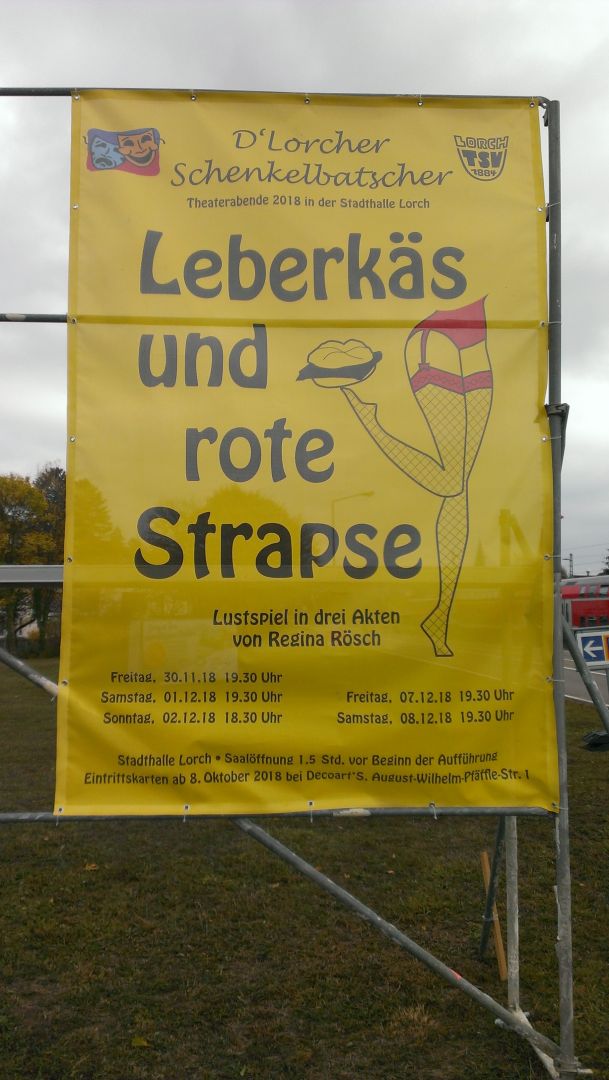 D'Lorcher
Schenkelbatscher
LORCH
TSV
1884
Theaterabende 2018 in der Stadthalle Lorch
Leberkäs
und
rote
Strapse
Lustspiel in drei Akten
von Regina Rösch
Freitag, 30.11.18 19.30 Uhr
Samstag, 01.12.18 19.30 Uhr
Sonntag, 02.12.18 18.30 Uhr
Freitag, 07.12.18 19.30 Uhr
Samstag, 08.12.18 19.30 Uhr
Stadthalle Lorch • Saalöffnung 1,5 Std. vor Beginn der Aufführung
Eintrittskarten ab 8. Oktober 2018 bei Decoart'S, August-Wilhelm-Pfäffle-Str. 1